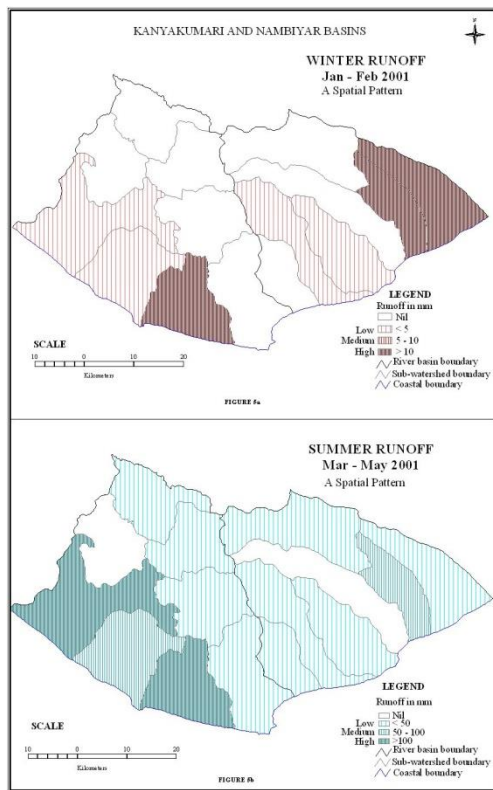 KANYAKUMARI AND NAMBIYAR BASINS
N
WINTER RUNOFF
Jan - Feb 2001
A Spatial Pattern
LEGEND
Runoff in mm
Nil
Low < 5
Medium 5 - 10
High > 10
River basin boundary
Sub-watershed boundary
Coastal boundary
SCALE
10 0 10 20
Kilometers
FIGURE 5a
SUMMER RUNOFF
Mar - May 2001
A Spatial Pattern
LEGEND
Runoff in mm
Nil
Low < 50
Medium 50 - 100
High >100
River basin boundary
Sub-watershed boundary
Coastal boundary
SCALE
10 0 10 20
Kilometers
FIGURE 5b